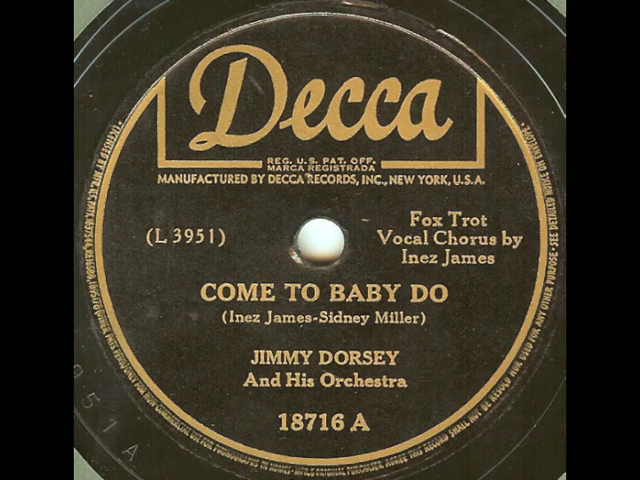 Decca
REG. U.S. PAT. OFF.
MARCA REGISTRADA
MANUFACTURED BY DECCA RECORDS, INC., NEW YORK, U.S.A.
(L 3951)
Fox Trot
Vocal Chorus by
Inez James
COME TO BABY DO
(Inez James-Sidney Miller)
JIMMY DORSEY
And His Orchestra
18716 A